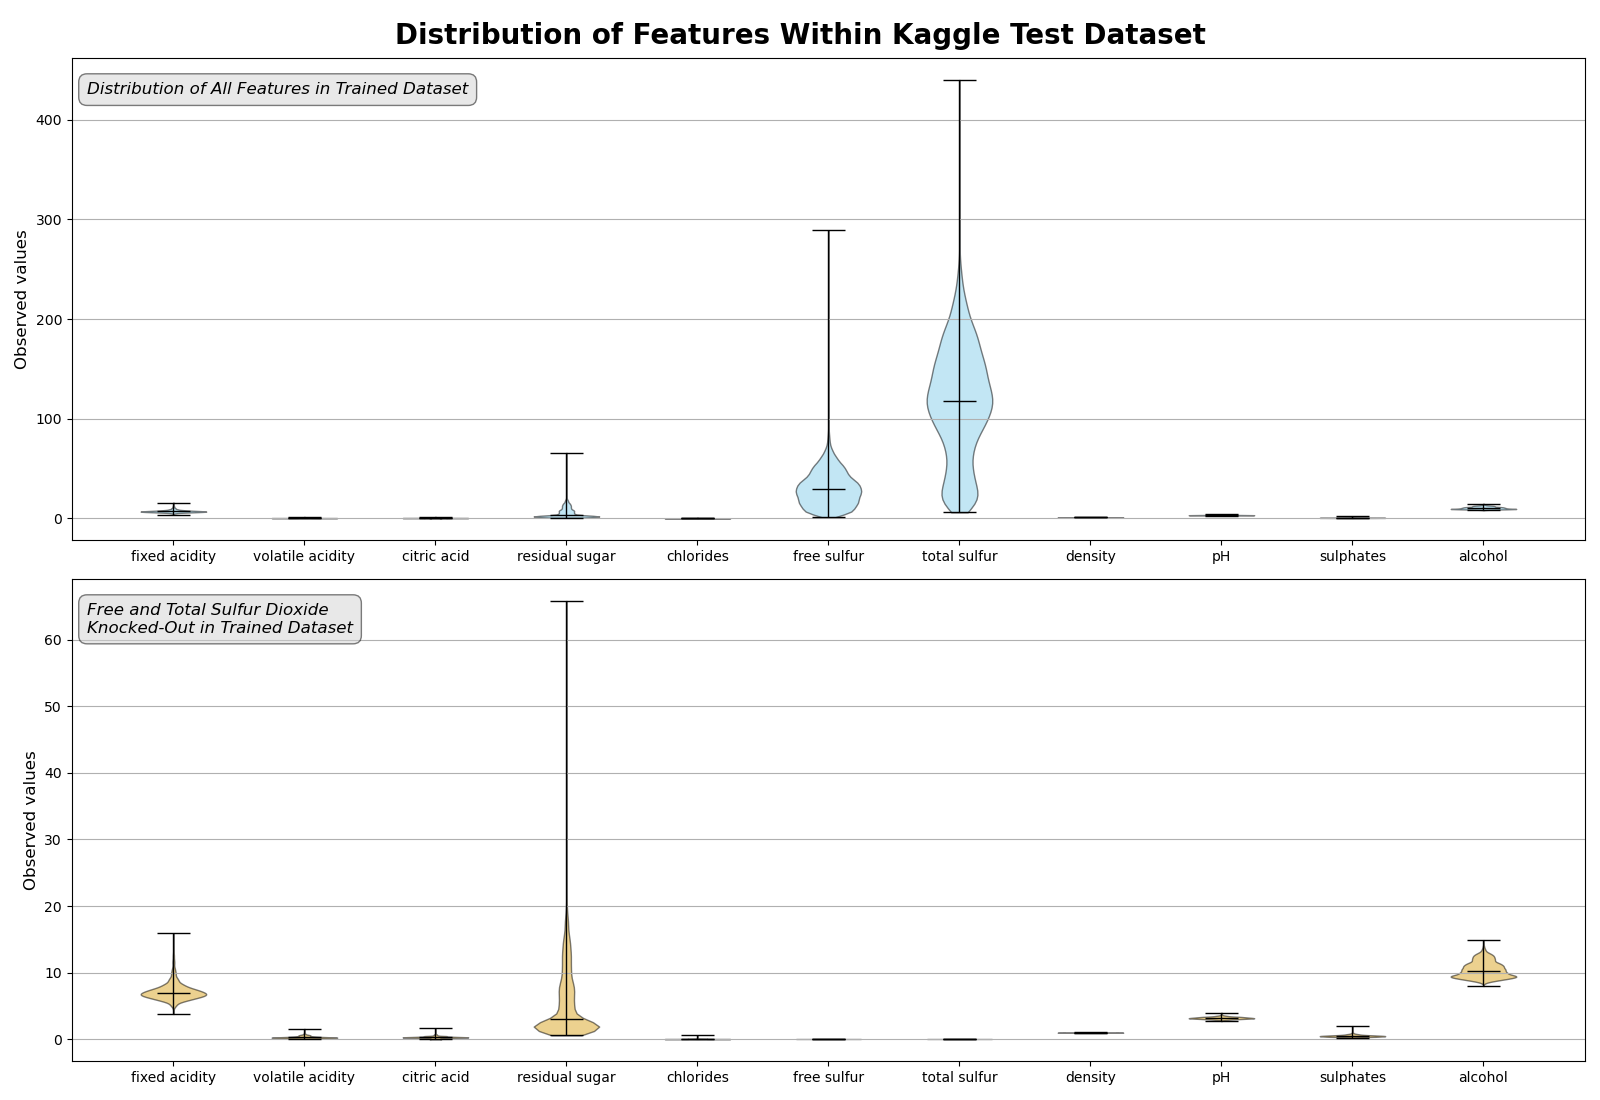 Distribution of Features Within Kaggle Test Dataset
Distribution of All Features in Trained Dataset
Observed values
400
300
200
100
0
fixed acidity volatile acidity citric acid residual sugar chlorides free sulfur total sulfur density pH sulphates alcohol
Free and Total Sulfur Dioxide
Knocked-Out in Trained Dataset
Observed values
60
50
40
30
20
10
0
fixed acidity volatile acidity citric acid residual sugar chlorides free sulfur total sulfur density pH sulphates alcohol